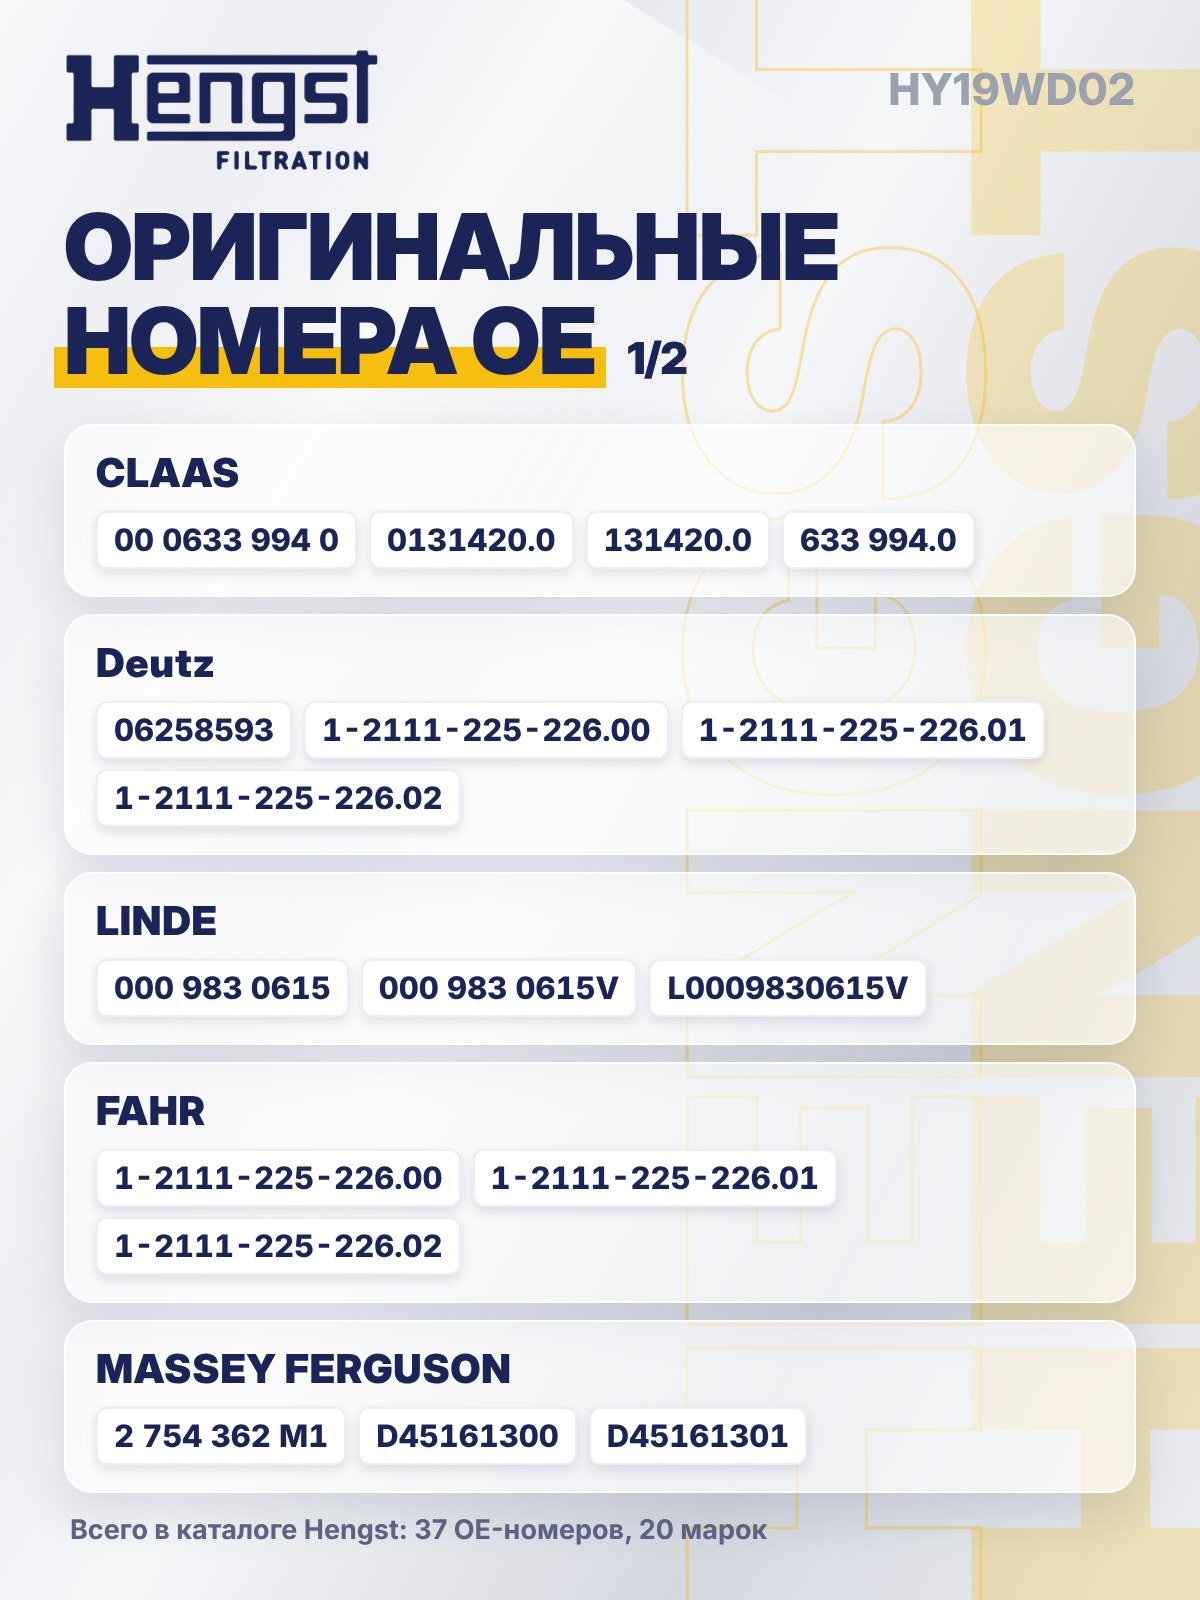 Hengst
FILTRATION
HY19WD02
ОРИГИНАЛЬНЫЕ
НОМЕРА ОЕ 1/2
CLAAS
00 0633 994 0 0131420.0 131420.0 633 994.0
Deutz
06258593 1-2111-225-226.00 1-2111-225-226.01
1-2111-225-226.02
LINDE
000 983 0615 000 983 0615V L0009830615V
FAHR
1-2111-225-226.00 1-2111-225-226.01
1-2111-225-226.02
MASSEY FERGUSON
2 754 362 M1 D45161300 D45161301
Всего в каталоге Hengst: 37 ОЕ-номеров, 20 марок